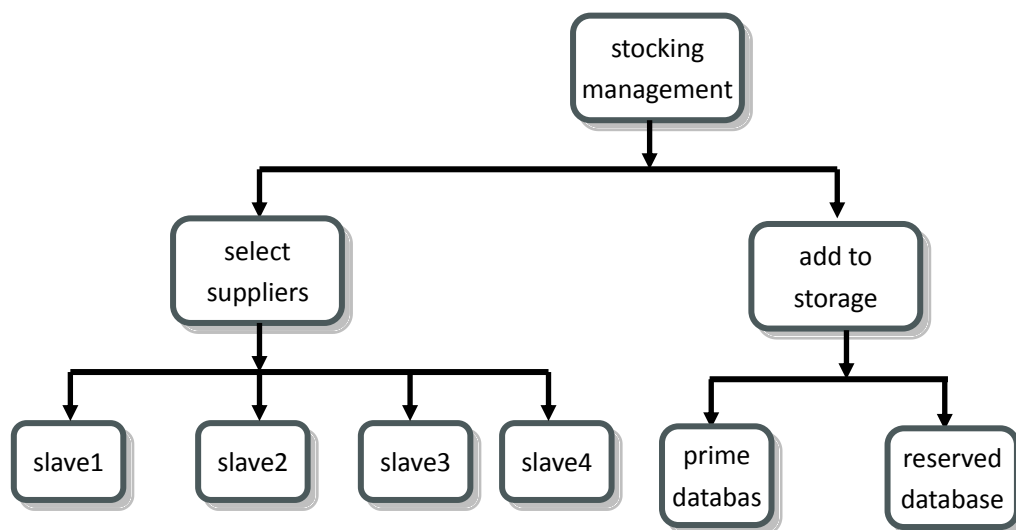 stocking
management
select
suppliers
add to
storage
slave1
slave2
slave3
slave4
prime
databas
reserved
database